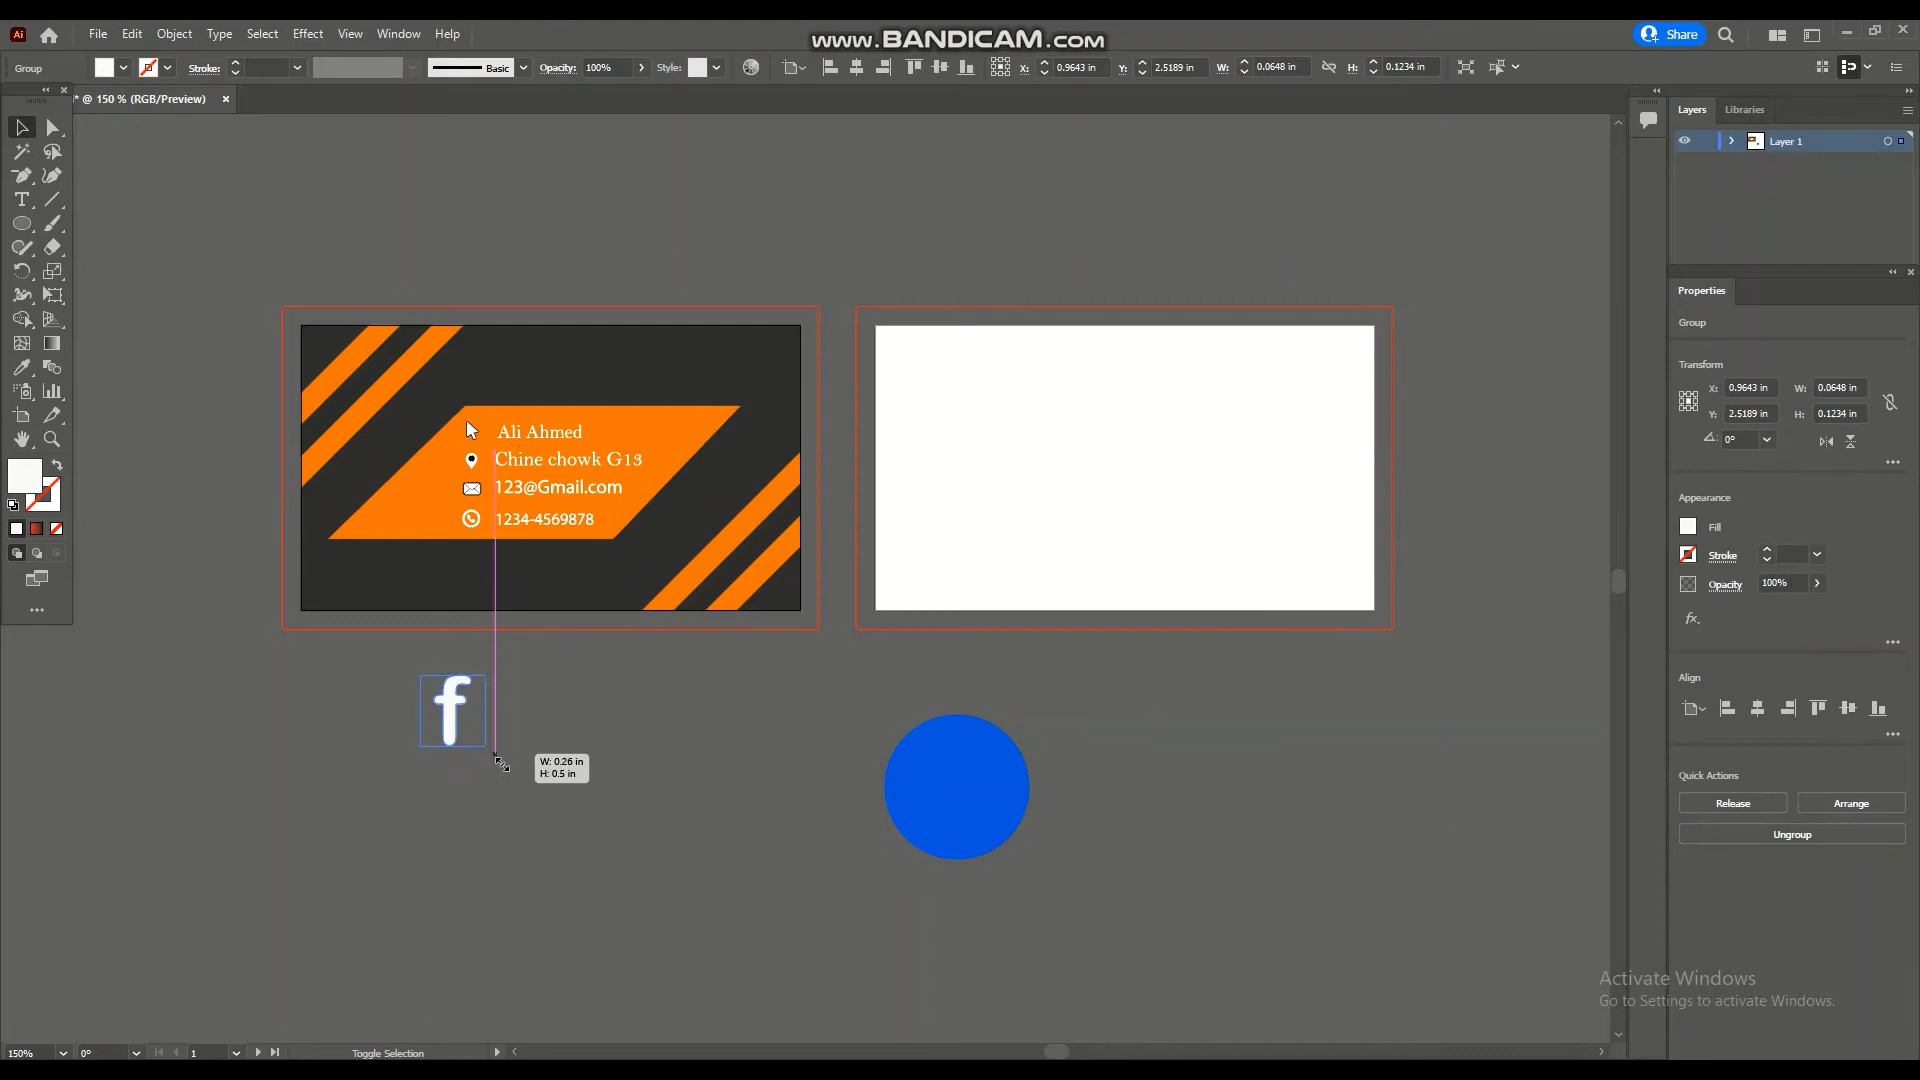 www.BANDICAM.com
Ai File Edit Object Type Select Effect View Window Help
Share
Group Stroke: Basic Opacity: 100% Style: X: 0.9643 in Y: 2.5189 in W: 0.0648 in H: 0.1234 in
* @ 150 % (RGB/Preview)
Layers Libraries
Layer 1
Properties
Group
Transform
X: 0.9643 in W: 0.0648 in
Y: 2.5189 in H: 0.1234 in
0°
Appearance
Fill
Stroke
Opacity 100%
fx.
Align
Quick Actions
Release Arrange
Ungroup
Ali Ahmed
Chine chowk G13
123@Gmail.com
1234-4569878
f
W: 0.26 in
H: 0.5 in
T
Activate Windows
Go to Settings to activate Windows.
150% 0° 1 Toggle Selection